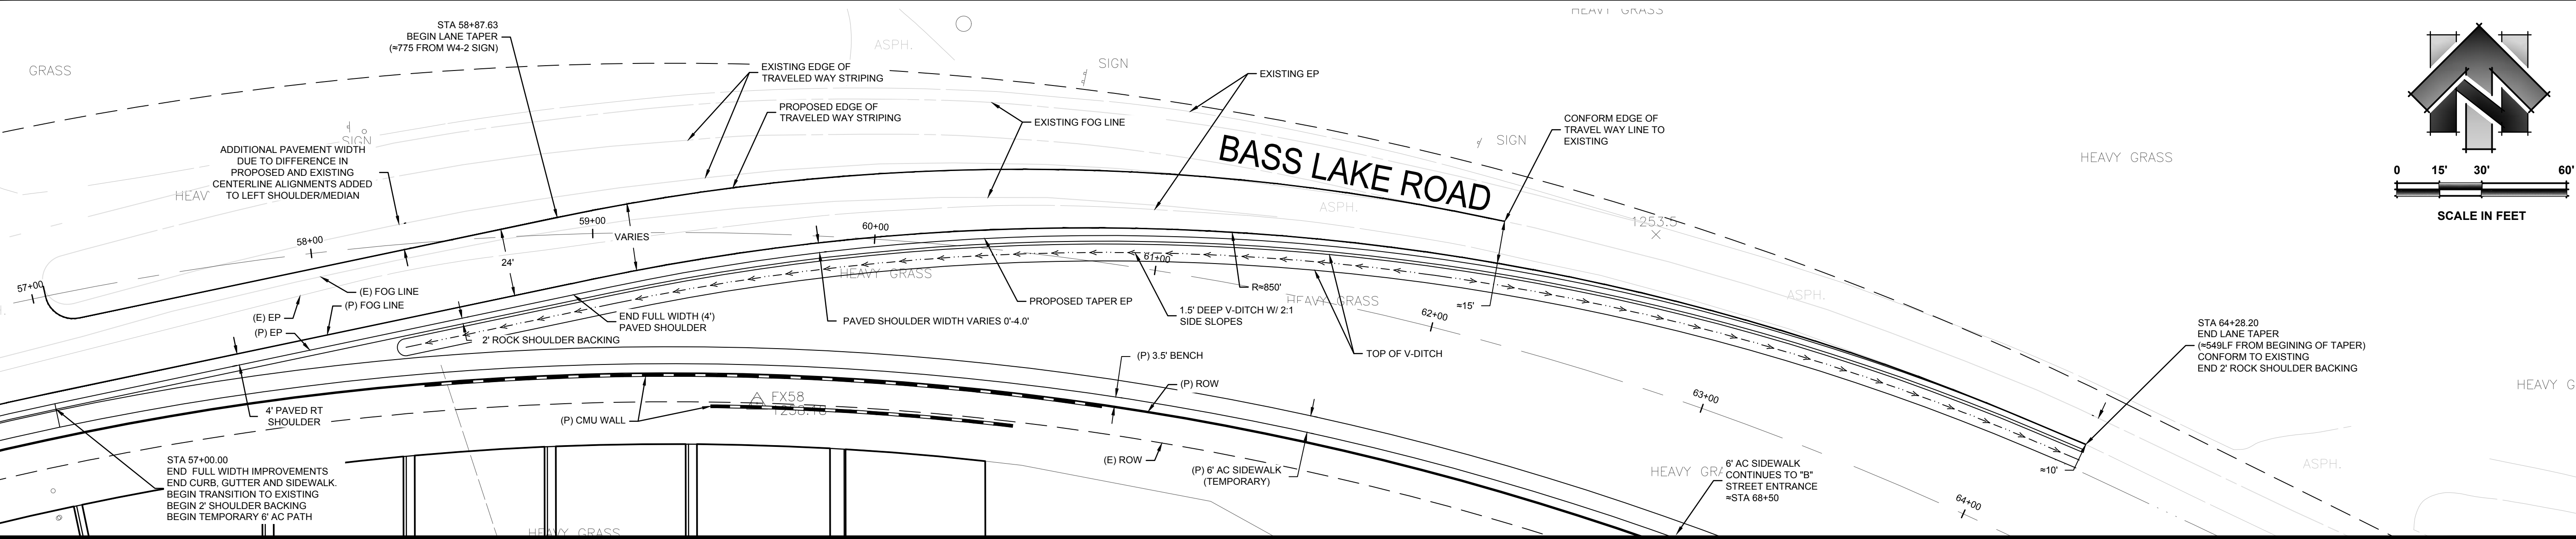 HEAVY GRASS
STA 58+87.63
BEGIN LANE TAPER
(≈775 FROM W4-2 SIGN)
ASPH.
GRASS
EXISTING EDGE OF
TRAVELED WAY STRIPING
SIGN
EXISTING EP
PROPOSED EDGE OF
TRAVELED WAY STRIPING
EXISTING FOG LINE
CONFORM EDGE OF
TRAVEL WAY LINE TO
EXISTING
SIGN
SIGN
BASS LAKE ROAD
ADDITIONAL PAVEMENT WIDTH
DUE TO DIFFERENCE IN
PROPOSED AND EXISTING
CENTERLINE ALIGNMENTS ADDED
TO LEFT SHOULDER/MEDIAN
HEAVY GRASS
0 15' 30' 60'
SCALE IN FEET
N
ASPH.
1253.5
57+00
58+00
59+00
60+00
61+00
62+00
63+00
64+00
VARIES
24'
HEAVY GRASS
HEAVY GRASS
ASPH.
R≈850'
≈15'
(E) FOG LINE
(P) FOG LINE
(E) EP
(P) EP
END FULL WIDTH (4')
PAVED SHOULDER
2' ROCK SHOULDER BACKING
PAVED SHOULDER WIDTH VARIES 0'-4.0'
PROPOSED TAPER EP
1.5' DEEP V-DITCH W/ 2:1
SIDE SLOPES
TOP OF V-DITCH
STA 64+28.20
END LANE TAPER
(≈549LF FROM BEGINING OF TAPER)
CONFORM TO EXISTING
END 2' ROCK SHOULDER BACKING
(P) 3.5' BENCH
(P) ROW
HEAVY G
4' PAVED RT
SHOULDER
(P) CMU WALL
FX58
(E) ROW
(P) 6' AC SIDEWALK
(TEMPORARY)
HEAVY GRA
6' AC SIDEWALK
CONTINUES TO "B"
STREET ENTRANCE
≈STA 68+50
≈10'
ASPH.
STA 57+00.00
END FULL WIDTH IMPROVEMENTS
END CURB, GUTTER AND SIDEWALK.
BEGIN TRANSITION TO EXISTING
BEGIN 2' SHOULDER BACKING
BEGIN TEMPORARY 6' AC PATH
HEAVY GRASS